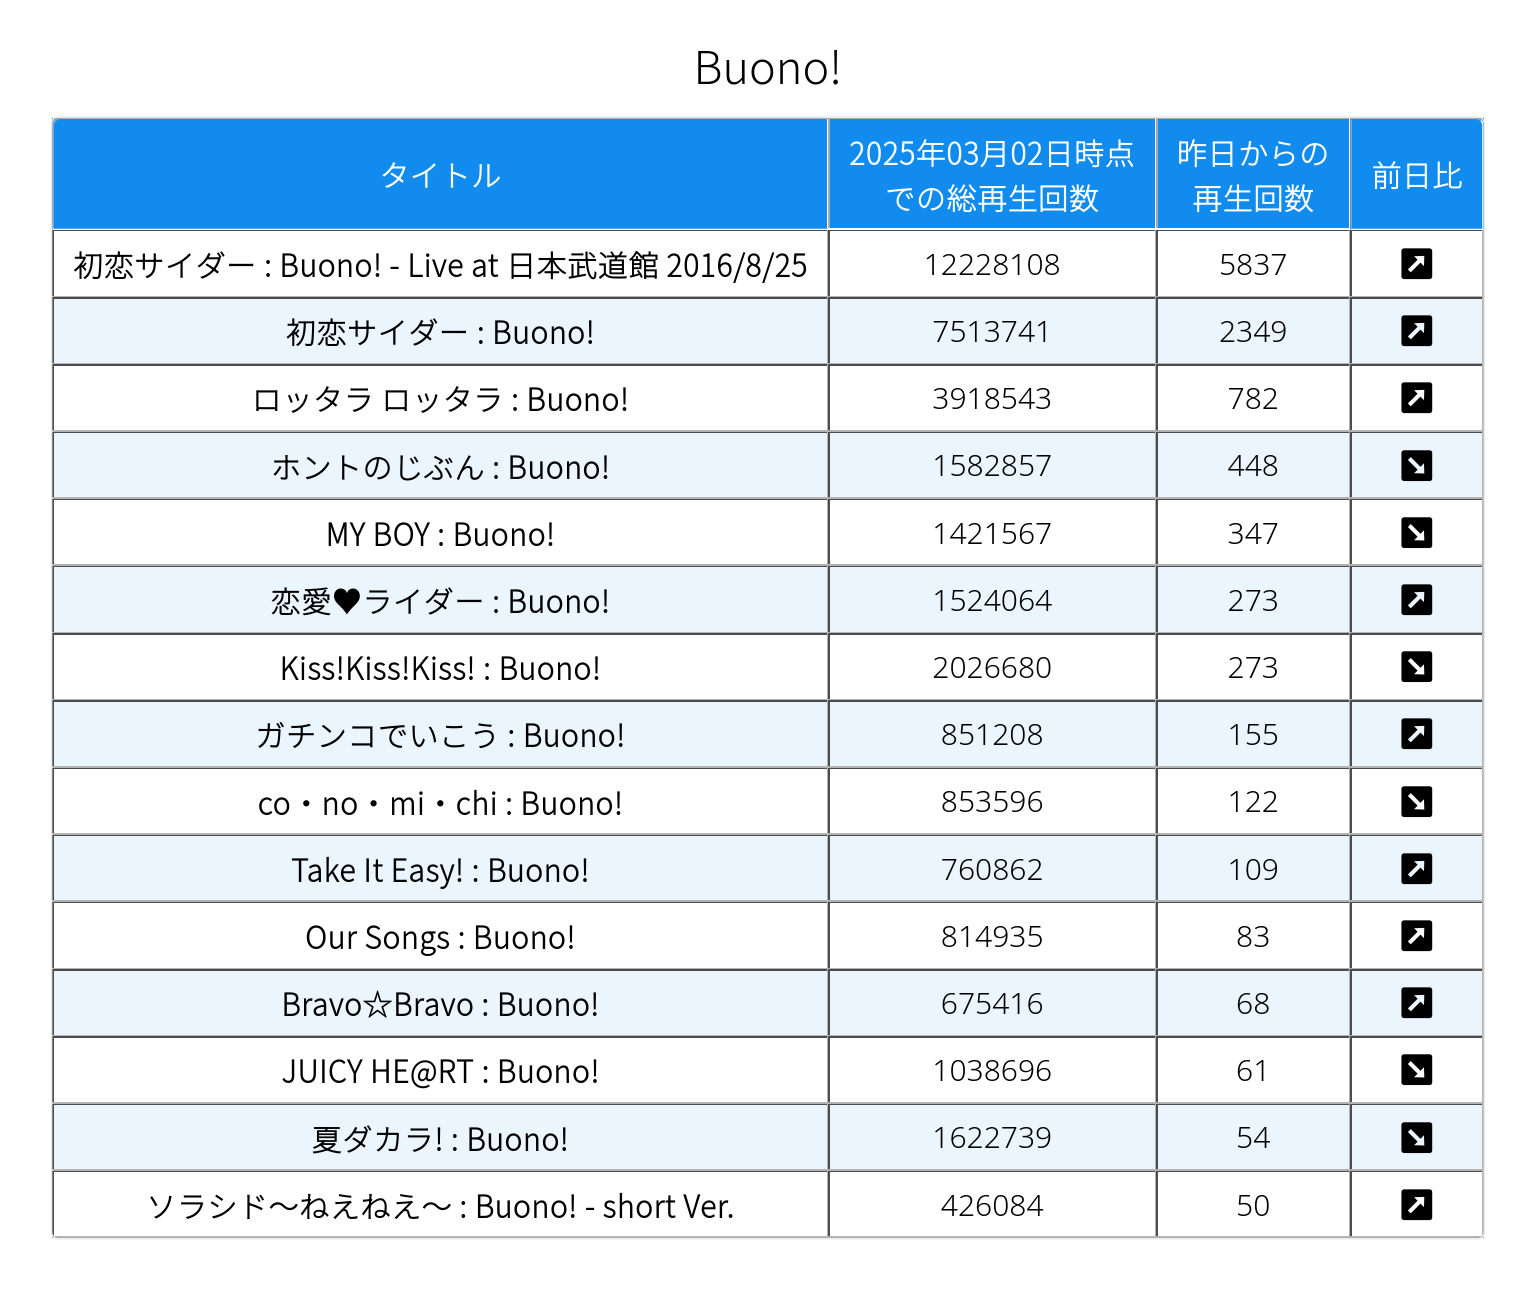 Buono!
タイトル 2025年03月02日時点での総再生回数 昨日からの再生回数 前日比
初恋サイダー : Buono! - Live at 日本武道館 2016/8/25 12228108 5837 ↗
初恋サイダー : Buono! 7513741 2349 ↗
ロッタラ ロッタラ : Buono! 3918543 782 ↗
ホントのじぶん : Buono! 1582857 448 ↘
MY BOY : Buono! 1421567 347 ↘
恋愛♥ライダー : Buono! 1524064 273 ↗
Kiss!Kiss!Kiss! : Buono! 2026680 273 ↘
ガチンコでいこう : Buono! 851208 155 ↗
co・no・mi・chi : Buono! 853596 122 ↘
Take It Easy! : Buono! 760862 109 ↗
Our Songs : Buono! 814935 83 ↗
Bravo☆Bravo : Buono! 675416 68 ↗
JUICY HE@RT : Buono! 1038696 61 ↘
夏ダカラ! : Buono! 1622739 54 ↘
ソラシド～ねえねえ～ : Buono! - short Ver. 426084 50 ↗